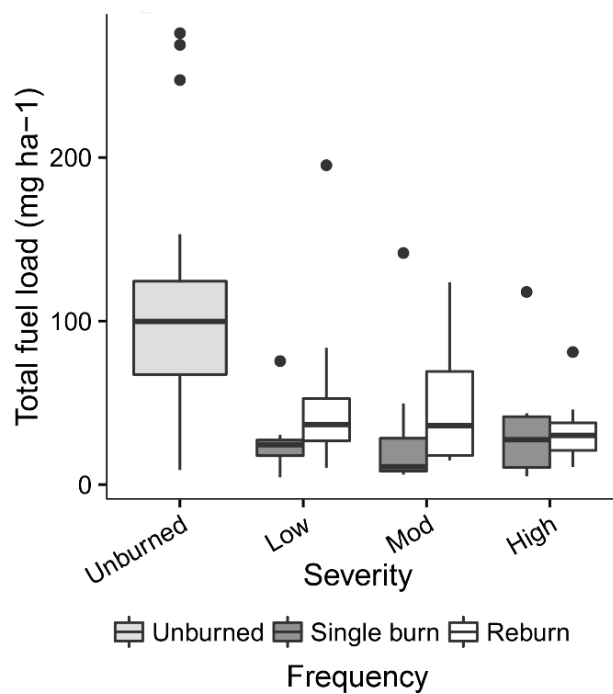 Total fuel load (mg ha−1)
200
100
0
Unburned
Low
Mod
High
Severity
Unburned Single burn Reburn
Frequency